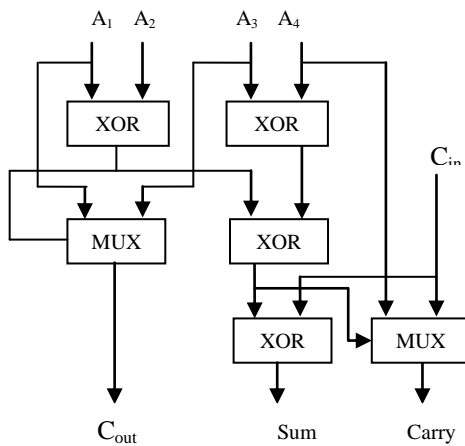 A₁ A₂ A₃ A₄
XOR XOR
Cᵢₙ
MUX XOR
XOR MUX
Cₒᵤₜ Sum Carry